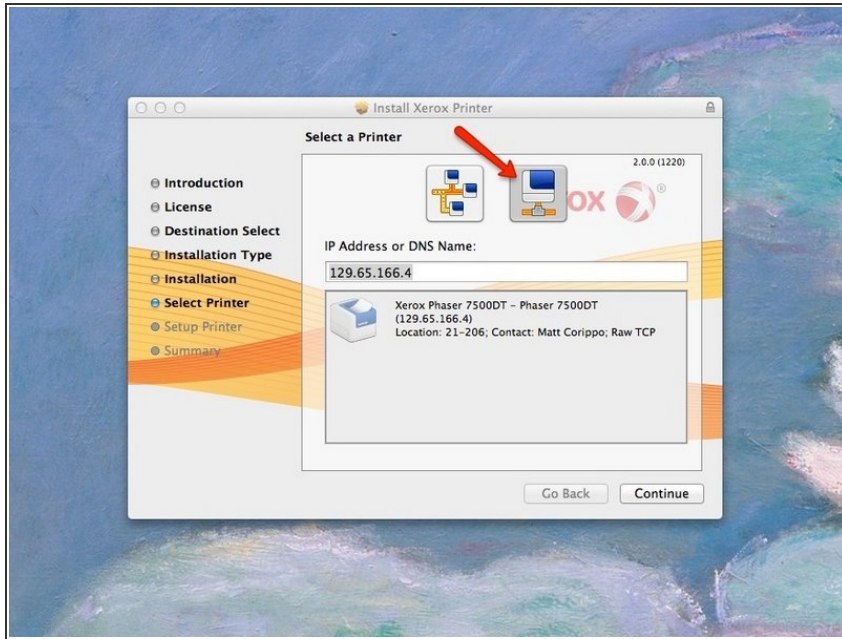 Install Xerox Printer
Select a Printer
2.0.0 (1220)
Introduction
License
Destination Select
Installation Type
Installation
Select Printer
Setup Printer
Summary
ox ®
IP Address or DNS Name:
129.65.166.4
Xerox Phaser 7500DT - Phaser 7500DT
(129.65.166.4)
Location: 21-206; Contact: Matt Corippo; Raw TCP
Go Back
Continue